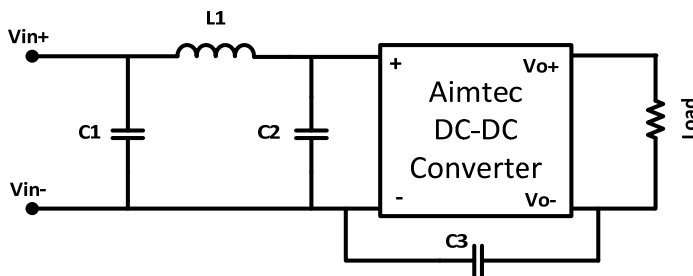 L1
Vin+
+
Vo+
Aimtec
DC-DC
Converter
C1
C2
Load
Vin-
-
Vo-
C3